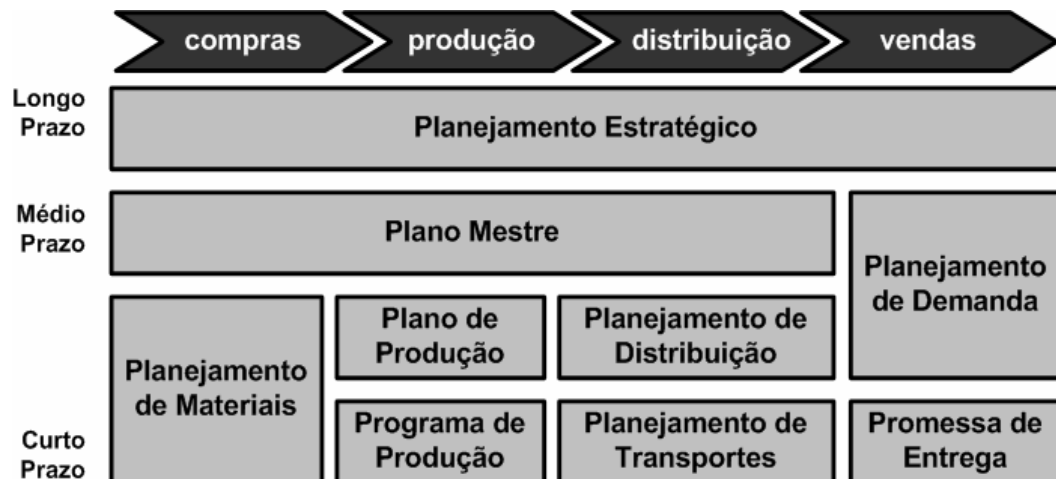 compras
produção
distribuição
vendas
Longo
Prazo
Planejamento Estratégico
Médio
Prazo
Plano Mestre
Planejamento
de Demanda
Plano de
Produção
Planejamento de
Distribuição
Planejamento
de Materiais
Curto
Prazo
Programa de
Produção
Planejamento de
Transportes
Promessa de
Entrega